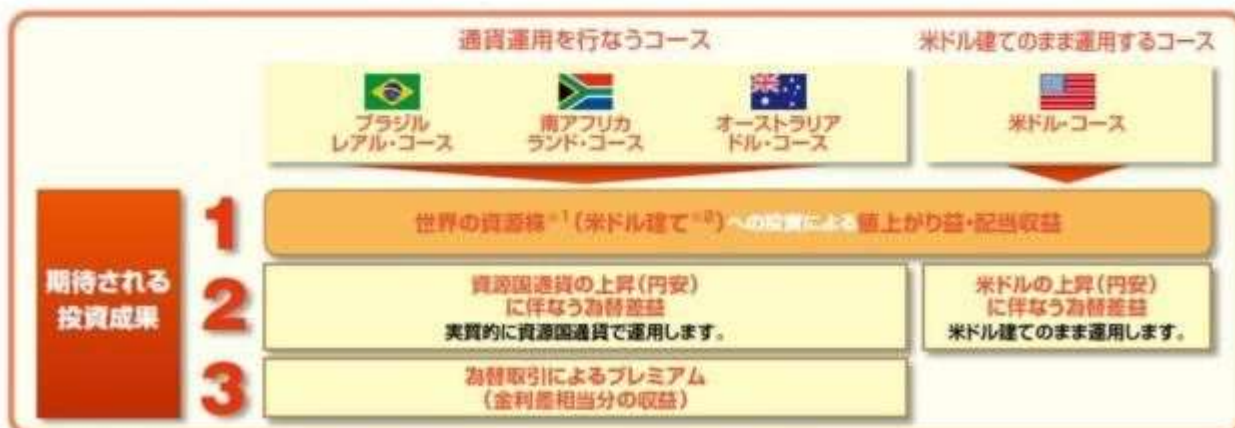 通貨運用を行なうコース
米ドル建てのまま運用するコース
ブラジル
レアル・コース
南アフリカ
ランド・コース
オーストラリア
ドル・コース
米ドル・コース
期待される
投資成果
1
世界の資源株※1(米ドル建て※2)への投資による値上がり益・配当収益
2
資源国通貨の上昇(円安)
に伴なう為替差益
実質的に資源国通貨で運用します。
米ドルの上昇(円安)
に伴なう為替差益
米ドル建てのまま運用します。
3
為替取引によるプレミアム
(金利差相当分の収益)